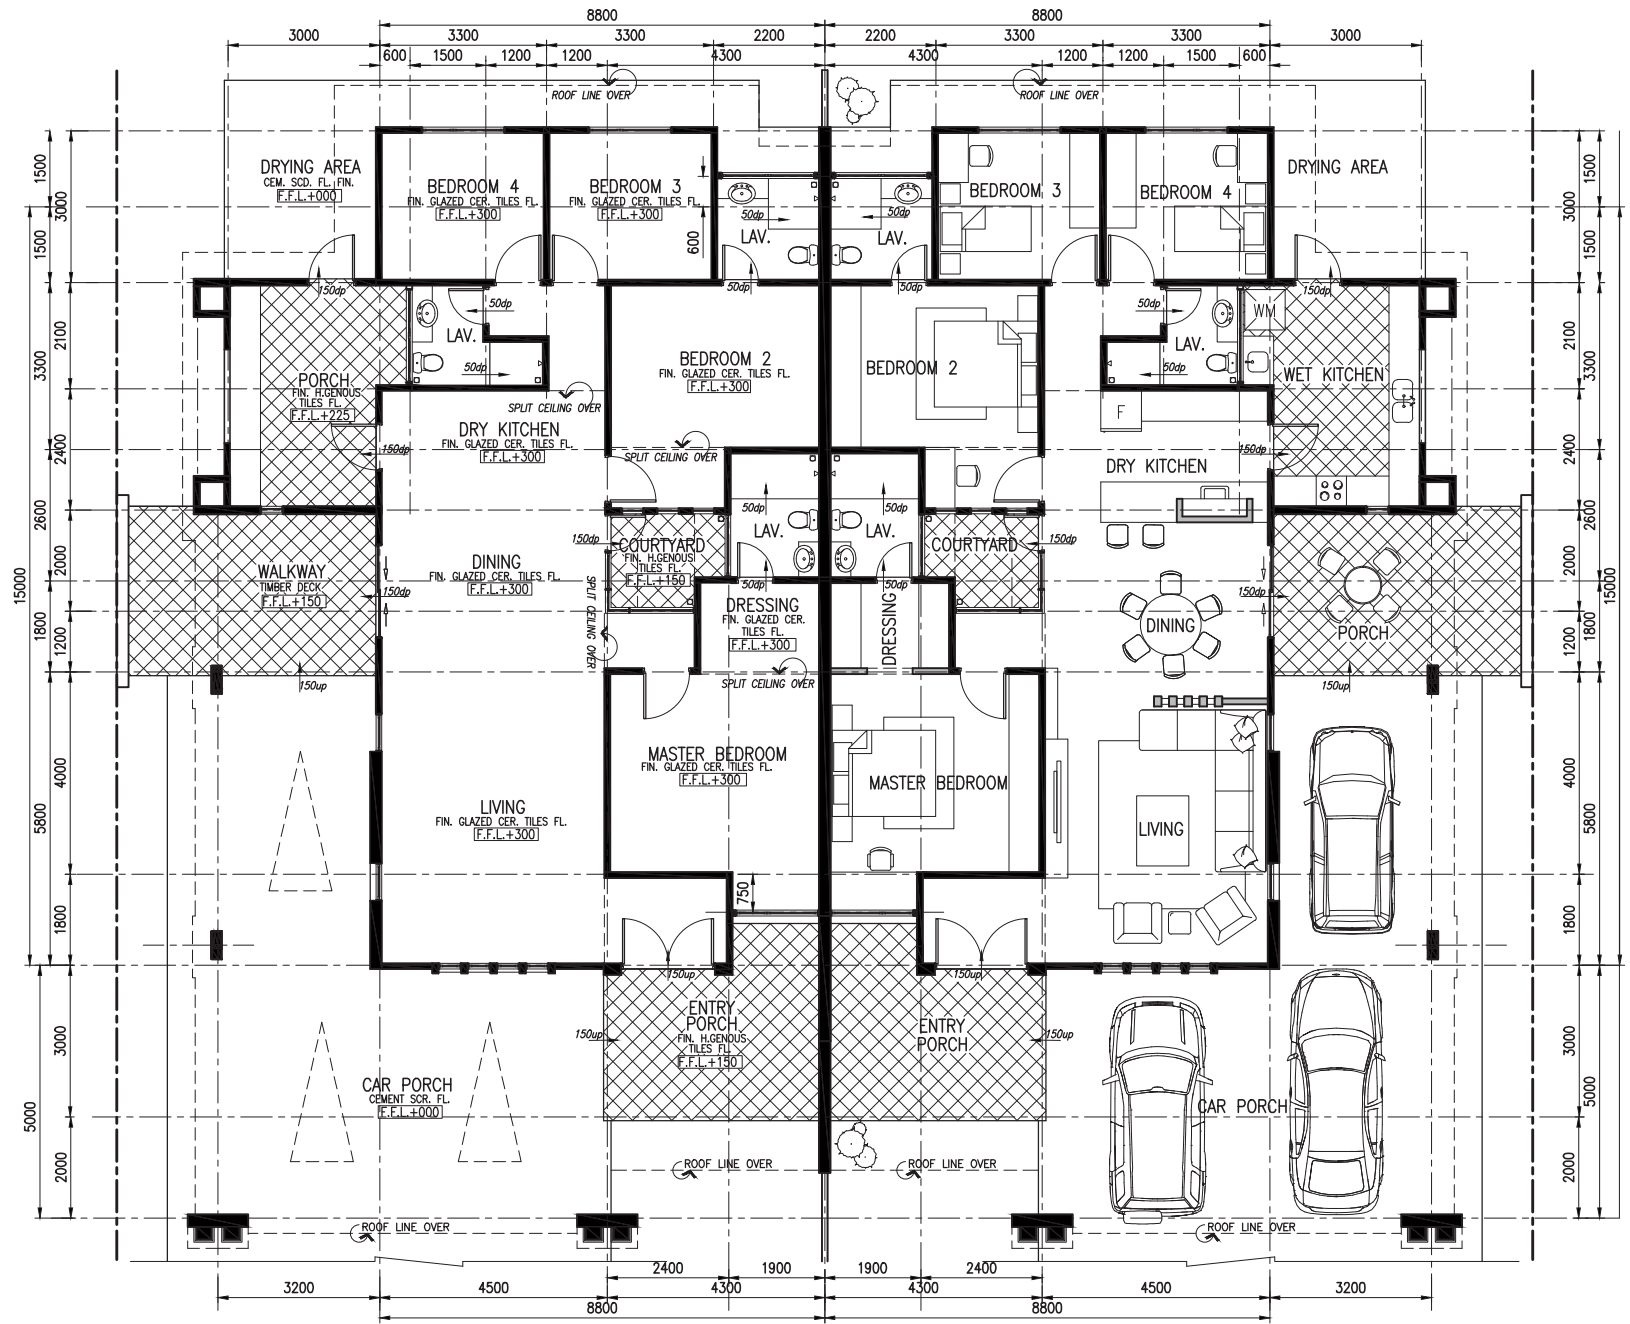 8800
8800
3000
3300
3300
2200
2200
3300
3300
3000
600
1500
1200
1200
4300
4300
1200
1200
1500
600
ROOF LINE OVER
ROOF LINE OVER
DRYING AREA
CEM. SCD. FL. FIN.
F.F.L.+000
BEDROOM 4
FIN. GLAZED CER. TILES FL.
F.F.L.+300
BEDROOM 3
FIN. GLAZED CER. TILES FL.
F.F.L.+300
600
50dp
LAV.
50dp
50dp
LAV.
50dp
BEDROOM 3
BEDROOM 4
DRYING AREA
150dp
150dp
PORCH
FIN. H.GENOUS
TILES FL.
F.F.L.+225
LAV.
50dp
50dp
SPLIT CEILING OVER
BEDROOM 2
FIN. GLAZED CER. TILES FL.
F.F.L.+300
SPLIT CEILING OVER
BEDROOM 2
50dp
LAV.
50dp
F
WM
WET KITCHEN
150dp
DRY KITCHEN
FIN. GLAZED CER. TILES FL.
F.F.L.+300
150dp
DRY KITCHEN
WALKWAY
TIMBER DECK
F.F.L.+150
150dp
150up
DINING
FIN. GLAZED CER. TILES FL.
F.F.L.+300
150dp
COURTYARD
FIN. H.GENOUS
TILES FL.
F.F.L.+150
SPLIT CEILING OVER
50dp
LAV.
50dp
50dp
LAV.
50dp
COURTYARD
150dp
DRESSING
FIN. GLAZED CER.
TILES FL.
F.F.L.+300
SPLIT CEILING OVER
DRESSING
DINING
150dp
PORCH
150up
MASTER BEDROOM
FIN. GLAZED CER. TILES FL.
F.F.L.+300
MASTER BEDROOM
LIVING
FIN. GLAZED CER. TILES FL.
F.F.L.+300
LIVING
750
150up
150up
150up
ENTRY
PORCH
FIN. H.GENOUS
TILES FL.
F.F.L.+150
ENTRY
PORCH
150up
CAR PORCH
CEMENT SCR. FL.
F.F.L.+000
CAR PORCH
ROOF LINE OVER
ROOF LINE OVER
ROOF LINE OVER
ROOF LINE OVER
1500
3000
1500
2100
3300
2400
2600
2000
15000
1800
1200
4000
5800
1800
3000
5000
2000
1500
3000
1500
2100
3300
2400
2600
2000
15000
1800
1200
4000
5800
1800
3000
5000
2000
2400
1900
1900
2400
3200
4500
4300
4300
4500
3200
8800
8800